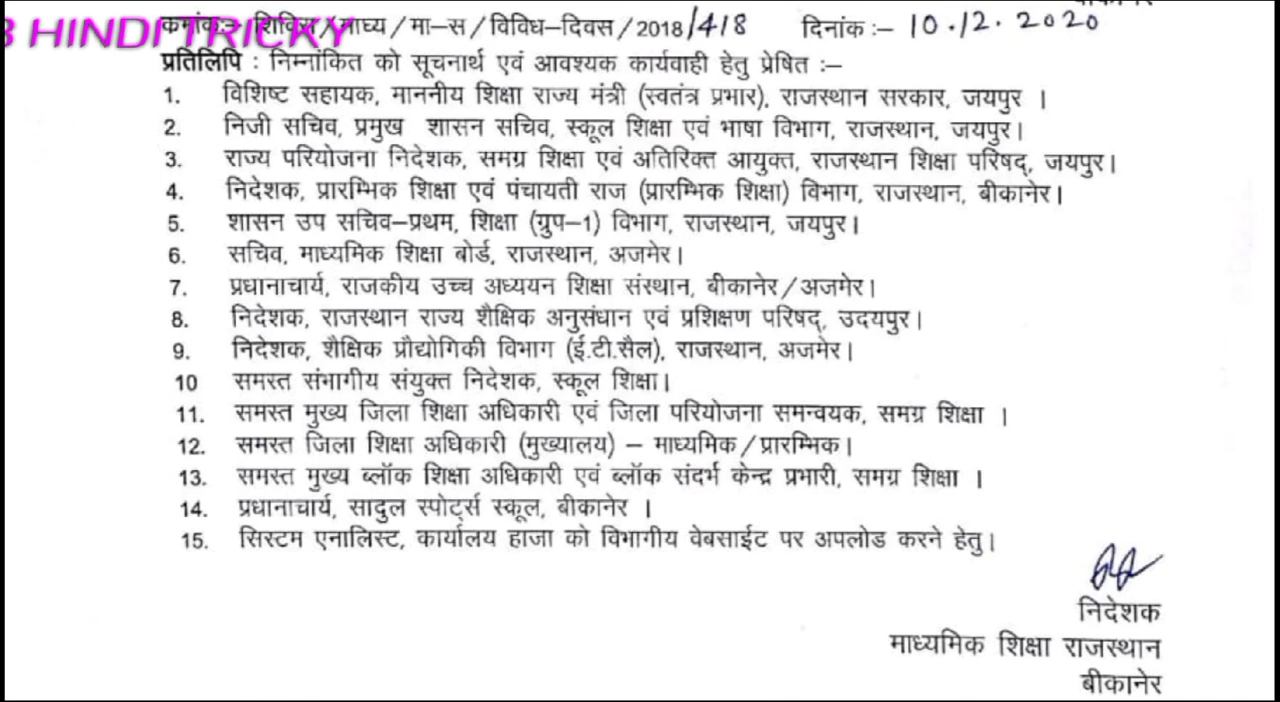 बीकानेर
3 HINDI TRICKY
क्रमांकः– शिविरा/माध्य/मा–स/विविध–दिवस/2018/418 दिनांक :– 10.12.2020
प्रतिलिपि : निम्नांकित को सूचनार्थ एवं आवश्यक कार्यवाही हेतु प्रेषित :–
1. विशिष्ट सहायक, माननीय शिक्षा राज्य मंत्री (स्वतंत्र प्रभार), राजस्थान सरकार, जयपुर ।
2. निजी सचिव, प्रमुख शासन सचिव, स्कूल शिक्षा एवं भाषा विभाग, राजस्थान, जयपुर।
3. राज्य परियोजना निदेशक, समग्र शिक्षा एवं अतिरिक्त आयुक्त, राजस्थान शिक्षा परिषद्, जयपुर।
4. निदेशक, प्रारम्भिक शिक्षा एवं पंचायती राज (प्रारम्भिक शिक्षा) विभाग, राजस्थान, बीकानेर।
5. शासन उप सचिव–प्रथम, शिक्षा (ग्रुप–1) विभाग, राजस्थान, जयपुर।
6. सचिव, माध्यमिक शिक्षा बोर्ड, राजस्थान, अजमेर।
7. प्रधानाचार्य, राजकीय उच्च अध्ययन शिक्षा संस्थान, बीकानेर/अजमेर।
8. निदेशक, राजस्थान राज्य शैक्षिक अनुसंधान एवं प्रशिक्षण परिषद्, उदयपुर।
9. निदेशक, शैक्षिक प्रौद्योगिकी विभाग (ई.टी.सैल), राजस्थान, अजमेर।
10 समस्त संभागीय संयुक्त निदेशक, स्कूल शिक्षा।
11. समस्त मुख्य जिला शिक्षा अधिकारी एवं जिला परियोजना समन्वयक, समग्र शिक्षा ।
12. समस्त जिला शिक्षा अधिकारी (मुख्यालय) – माध्यमिक/प्रारम्भिक।
13. समस्त मुख्य ब्लॉक शिक्षा अधिकारी एवं ब्लॉक संदर्भ केन्द्र प्रभारी, समग्र शिक्षा ।
14. प्रधानाचार्य, सादुल स्पोर्ट्स स्कूल, बीकानेर ।
15. सिस्टम एनालिस्ट, कार्यालय हाजा को विभागीय वेबसाईट पर अपलोड करने हेतु।
निदेशक
माध्यमिक शिक्षा राजस्थान
बीकानेर